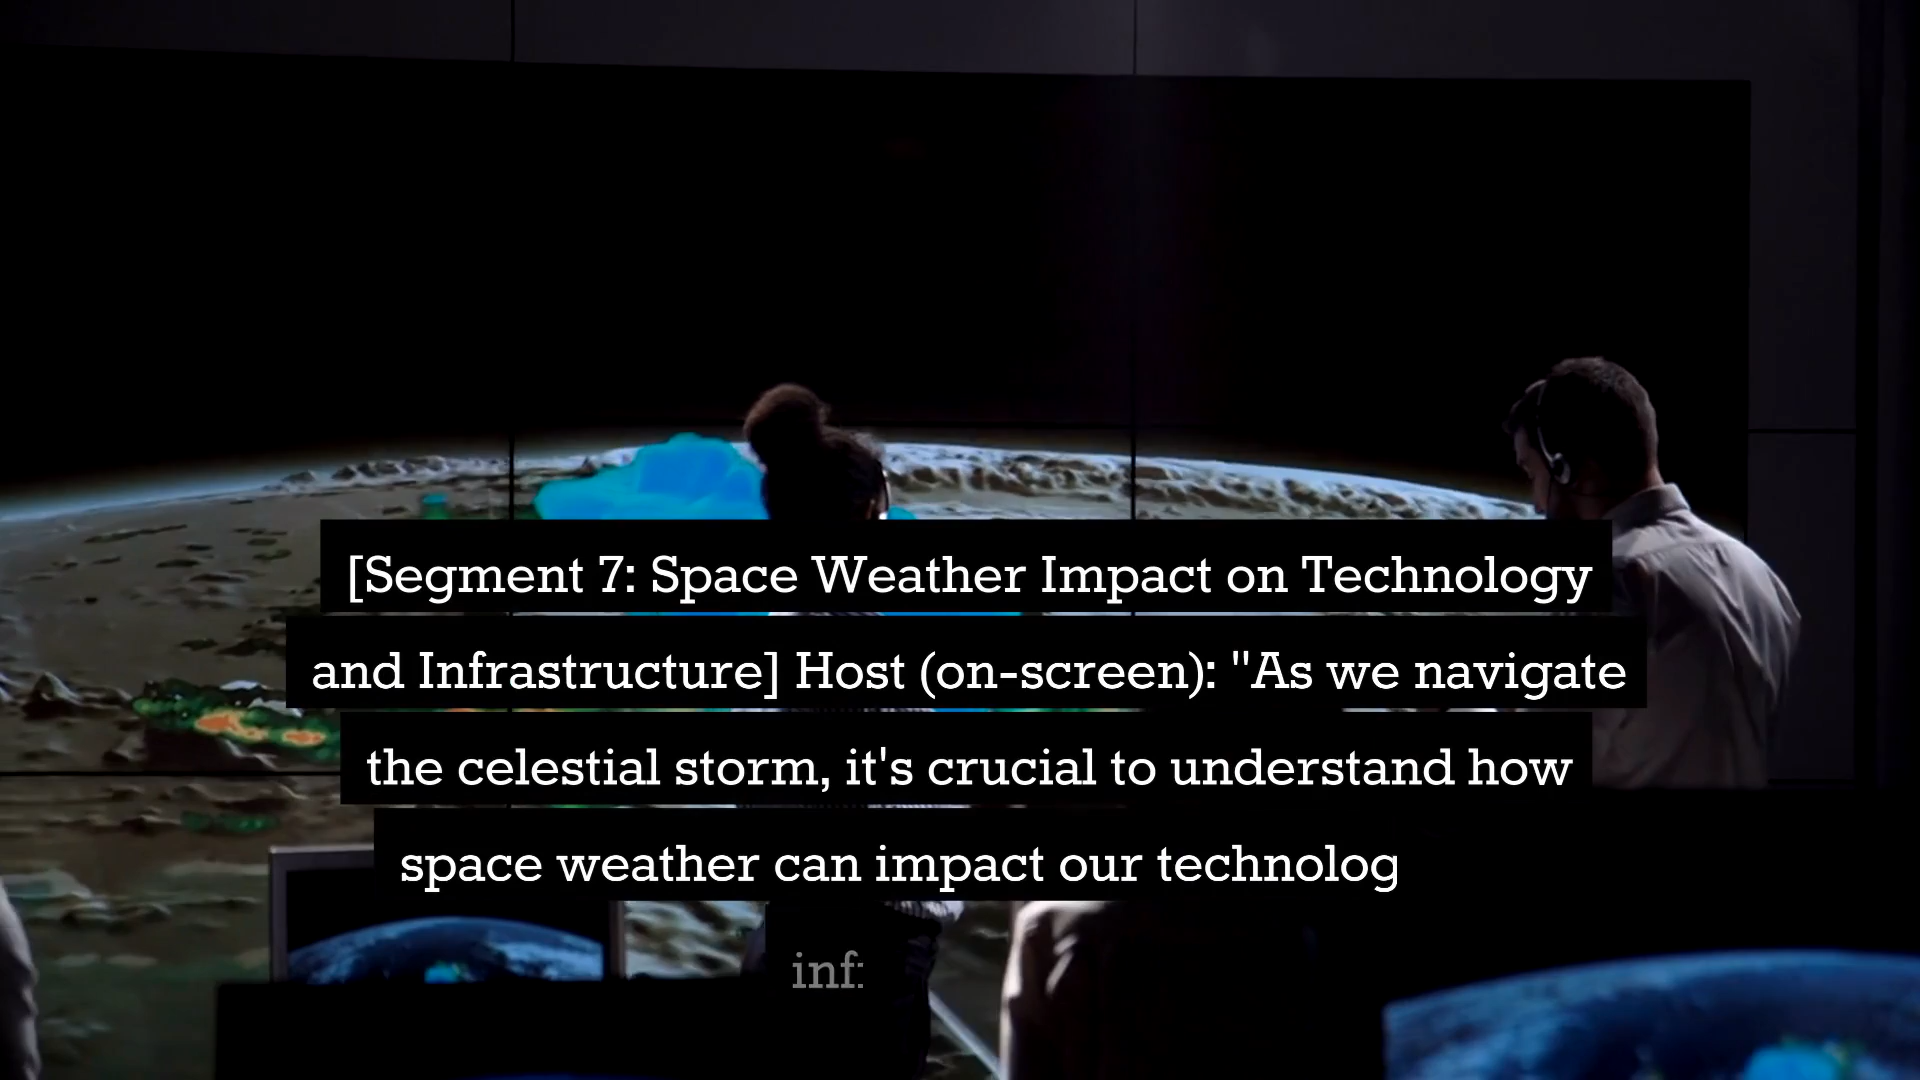 [Segment 7: Space Weather Impact on Technology
and Infrastructure] Host (on-screen): "As we navigate
the celestial storm, it's crucial to understand how
space weather can impact our technolog
inf